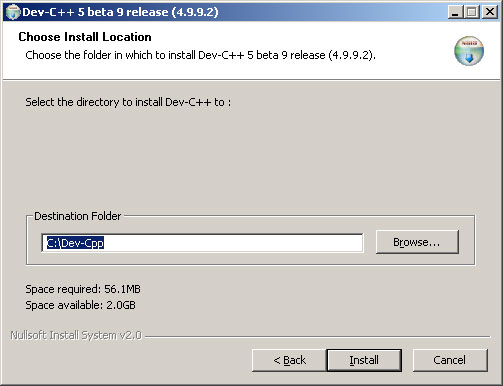 Dev-C++ 5 beta 9 release (4.9.9.2)
Choose Install Location
Choose the folder in which to install Dev-C++ 5 beta 9 release (4.9.9.2).
Select the directory to install Dev-C++ to :
Destination Folder
C:\Dev-Cpp
Browse...
Space required: 56.1MB
Space available: 2.0GB
Nullsoft Install System v2.0
< Back
Install
Cancel